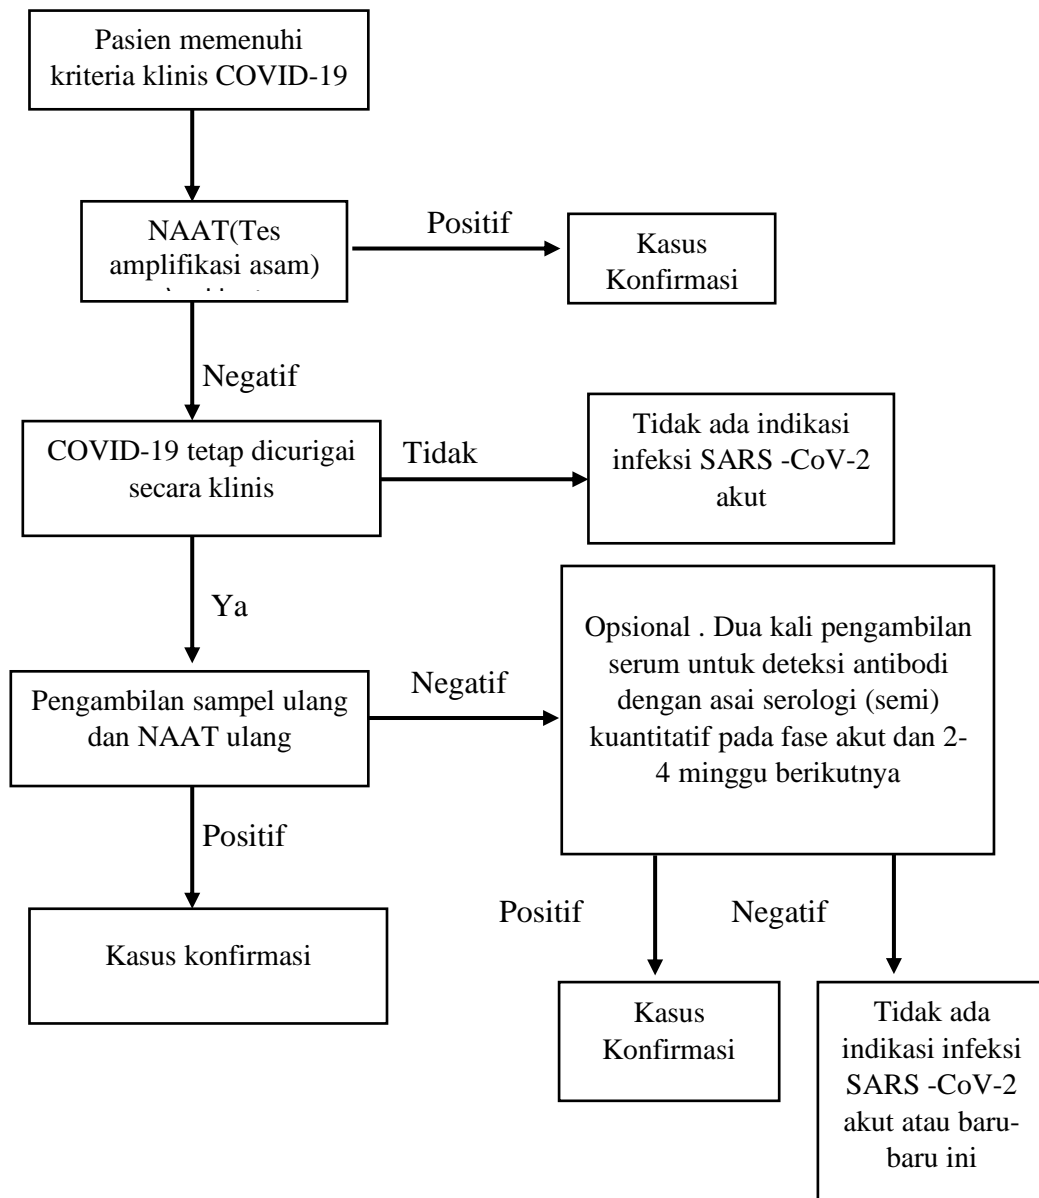 Pasien memenuhi
kriteria klinis COVID-19
NAAT(Tes
amplifikasi asam)
Positif
Kasus
Konfirmasi
Negatif
COVID-19 tetap dicurigai
secara klinis
Tidak
Tidak ada indikasi
infeksi SARS -CoV-2
akut
Ya
Pengambilan sampel ulang
dan NAAT ulang
Negatif
Opsional . Dua kali pengambilan
serum untuk deteksi antibodi
dengan asai serologi (semi)
kuantitatif pada fase akut dan 2-
4 minggu berikutnya
Positif
Kasus konfirmasi
Positif
Negatif
Kasus
Konfirmasi
Tidak ada
indikasi infeksi
SARS -CoV-2
akut atau baru-
baru ini